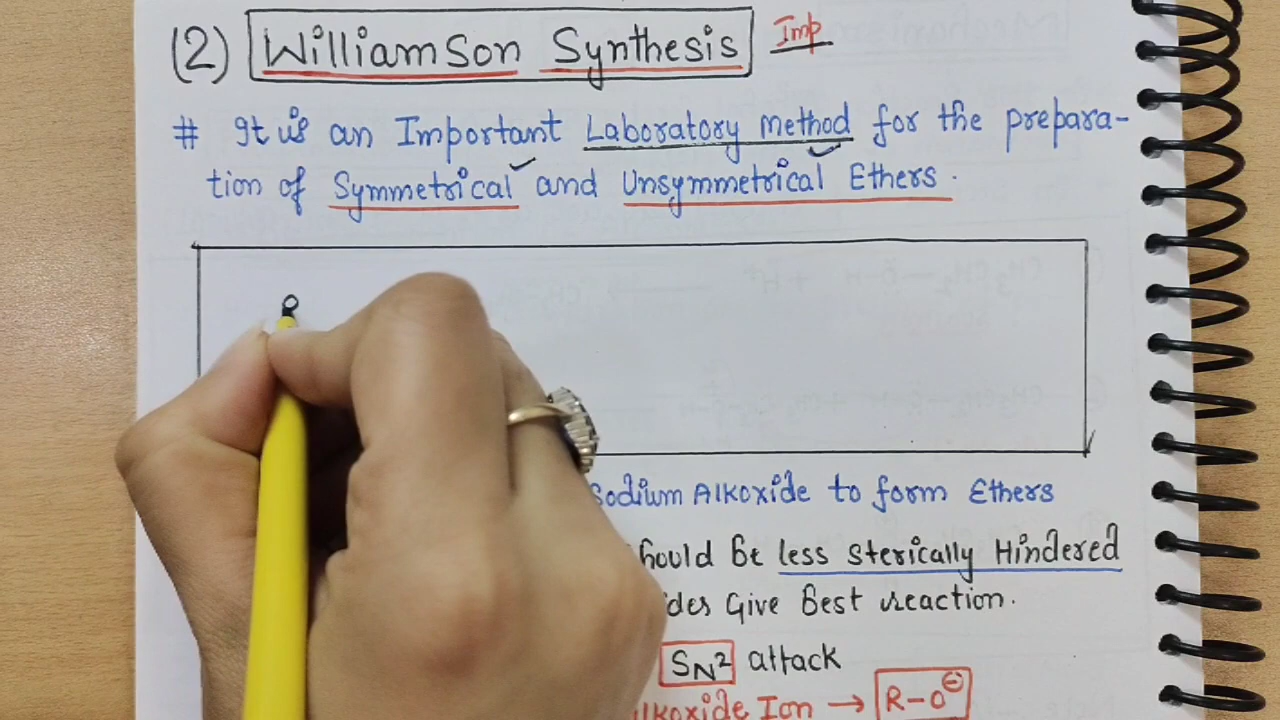 (2) Williamson Synthesis Imp
# It is an Important Laboratory method for the prepara-
tion of Symmetrical and Unsymmetrical Ethers.
Sodium Alkoxide to form Ethers
should be less sterically Hindered
Give Best reaction.
SN2 attack
Alkoxide Ion → R-O⊖